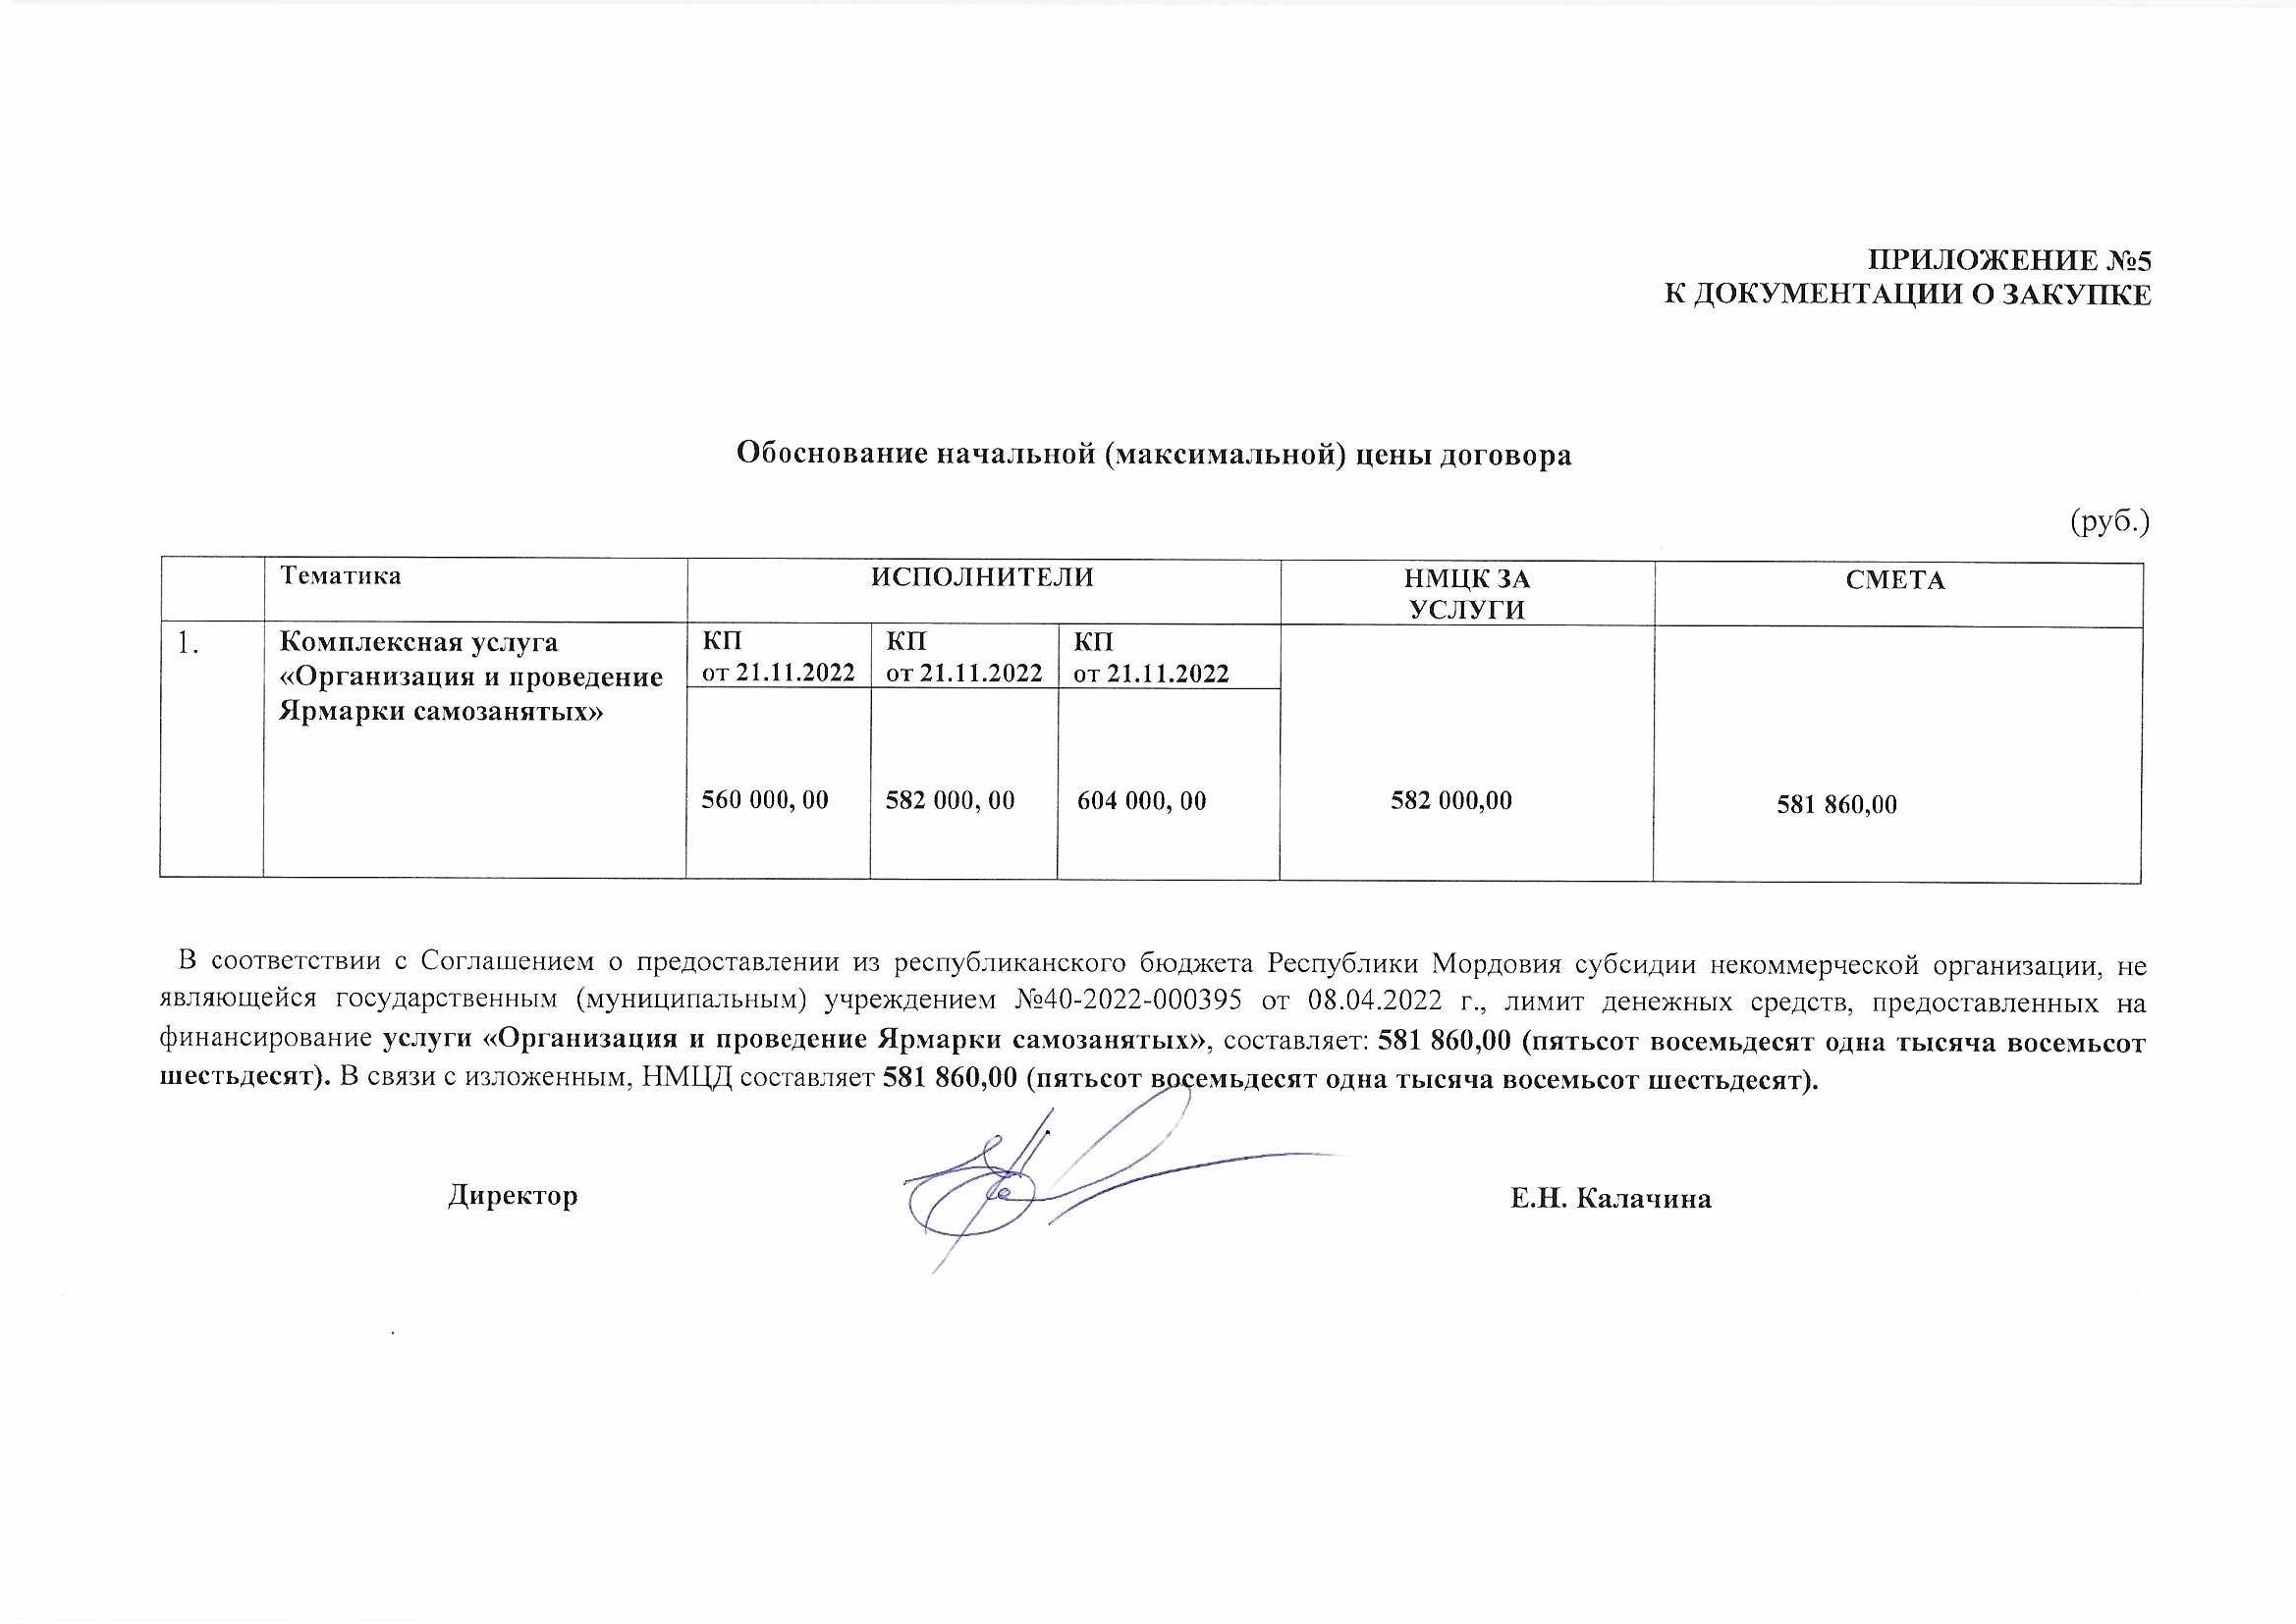 ПРИЛОЖЕНИЕ №5
К ДОКУМЕНТАЦИИ О ЗАКУПКЕ
Обоснование начальной (максимальной) цены договора
(руб.)
Тематика ИСПОЛНИТЕЛИ НМЦК ЗА УСЛУГИ СМЕТА
1. Комплексная услуга
«Организация и проведение
Ярмарки самозанятых»
КП
от 21.11.2022
КП
от 21.11.2022
КП
от 21.11.2022
560 000, 00 582 000, 00 604 000, 00 582 000,00 581 860,00
В соответствии с Соглашением о предоставлении из республиканского бюджета Республики Мордовия субсидии некоммерческой организации, не
являющейся государственным (муниципальным) учреждением №40-2022-000395 от 08.04.2022 г., лимит денежных средств, предоставленных на
финансирование услуги «Организация и проведение Ярмарки самозанятых», составляет: 581 860,00 (пятьсот восемьдесят одна тысяча восемьсот
шестьдесят). В связи с изложенным, НМЦД составляет 581 860,00 (пятьсот восемьдесят одна тысяча восемьсот шестьдесят).
Директор Е.Н. Калачина